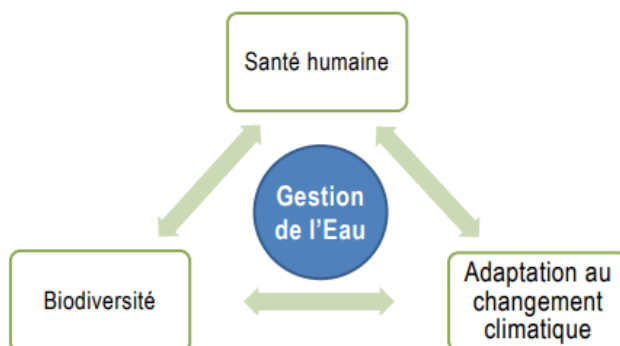 Santé humaine
Gestion
de l'Eau
Biodiversité
Adaptation au
changement
climatique